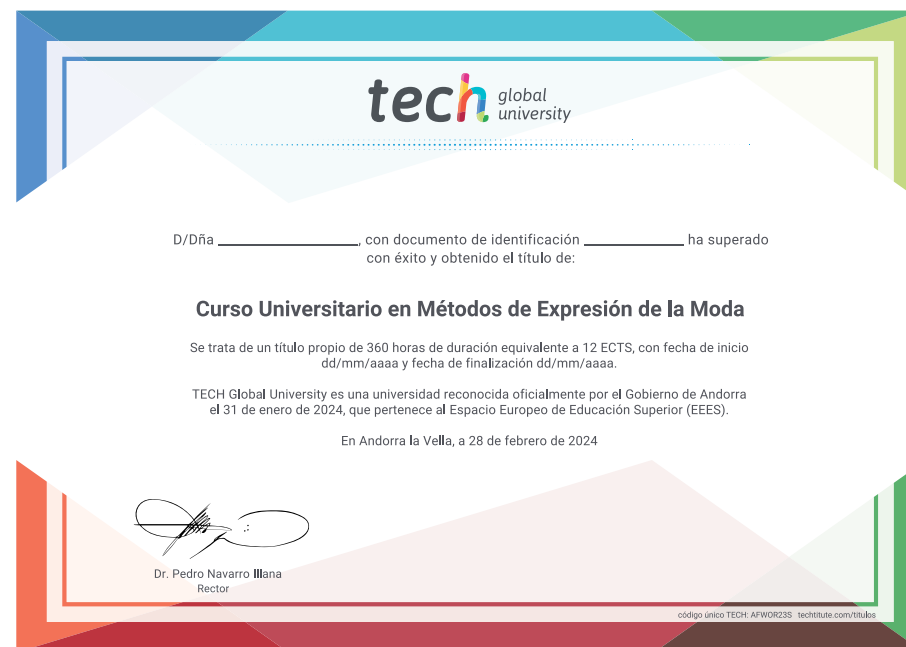 tech global university
D/Dña ____________________, con documento de identificación ______________ ha superado
con éxito y obtenido el título de:
Curso Universitario en Métodos de Expresión de la Moda
Se trata de un título propio de 360 horas de duración equivalente a 12 ECTS, con fecha de inicio
dd/mm/aaaa y fecha de finalización dd/mm/aaaa.
TECH Global University es una universidad reconocida oficialmente por el Gobierno de Andorra
el 31 de enero de 2024, que pertenece al Espacio Europeo de Educación Superior (EEES).
En Andorra la Vella, a 28 de febrero de 2024
Dr. Pedro Navarro Illana
Rector
código único TECH: AFWOR23S techtitute.com/titulos